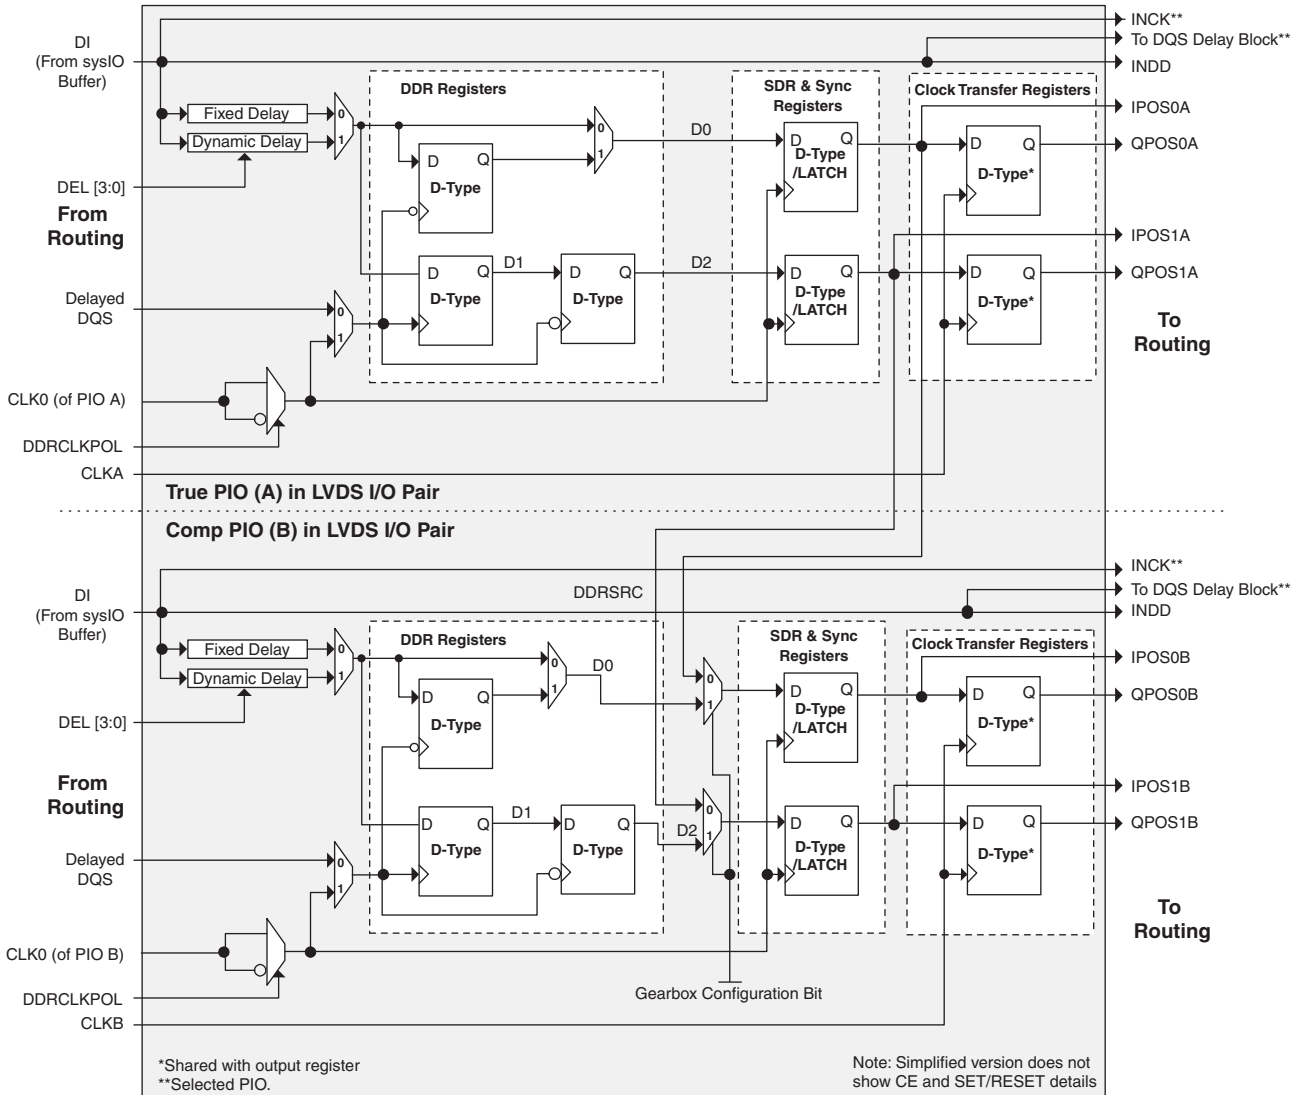 INCK**
DI
(From sysIO
Buffer)
To DQS Delay Block**
INDD
DDR Registers
SDR & Sync
Registers
Clock Transfer Registers
Fixed Delay
0
Dynamic Delay
1
0
1
D0
IPOS0A
D
Q
D-Type
D
Q
D-Type
/LATCH
D
Q
D-Type*
QPOS0A
DEL [3:0]
From
Routing
IPOS1A
D
Q
D-Type
D1
D
Q
D-Type
D2
D
Q
D-Type
/LATCH
D
Q
D-Type*
QPOS1A
Delayed
DQS
0
1
To
Routing
CLK0 (of PIO A)
DDRCLKPOL
CLKA
True PIO (A) in LVDS I/O Pair
Comp PIO (B) in LVDS I/O Pair
INCK**
DI
(From sysIO
Buffer)
DDRSRC
To DQS Delay Block**
INDD
DDR Registers
SDR & Sync
Registers
Clock Transfer Registers
Fixed Delay
0
Dynamic Delay
1
0
1
D0
0
1
IPOS0B
D
Q
D-Type
D
Q
D-Type
/LATCH
D
Q
D-Type*
QPOS0B
DEL [3:0]
From
Routing
IPOS1B
D
Q
D-Type
D1
D
Q
D-Type
D2
0
1
D
Q
D-Type
/LATCH
D
Q
D-Type*
QPOS1B
Delayed
DQS
0
1
To
Routing
CLK0 (of PIO B)
DDRCLKPOL
Gearbox Configuration Bit
CLKB
*Shared with output register
**Selected PIO.
Note: Simplified version does not
show CE and SET/RESET details